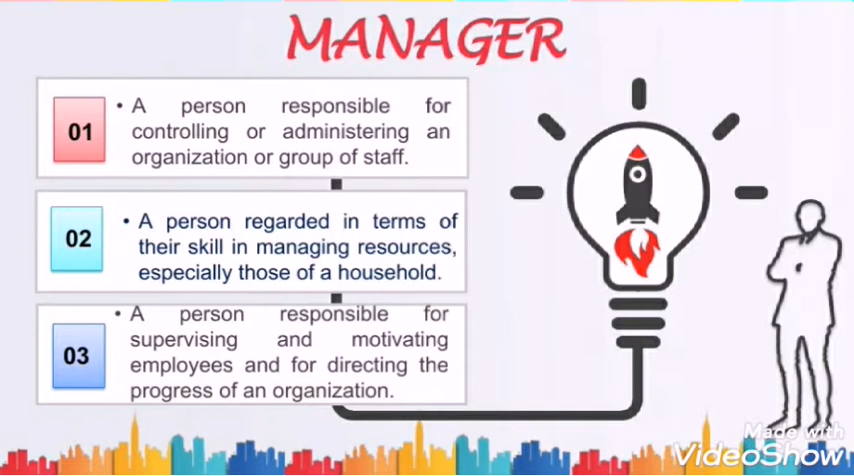 MANAGER
01
• A person responsible for
controlling or administering an
organization or group of staff.
02
• A person regarded in terms of
their skill in managing resources,
especially those of a household.
03
• A person responsible for
supervising and motivating
employees and for directing the
progress of an organization.
Made with
VideoShow